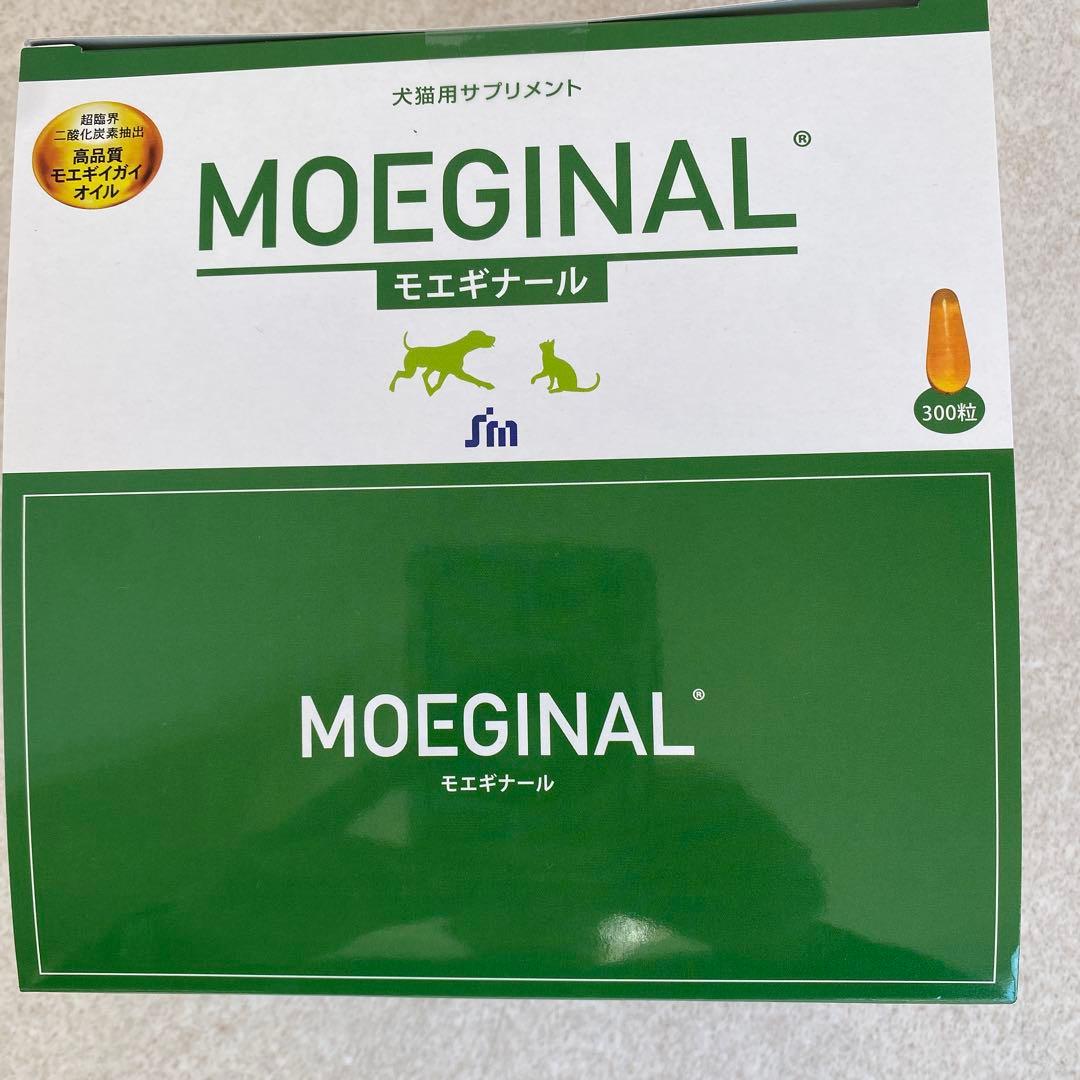 犬猫用サプリメント
超臨界
二酸化炭素抽出
高品質
モエギイガイ
オイル
MOEGINAL®
モエギナール
300粒
Sm
MOEGINAL®
モエギナール